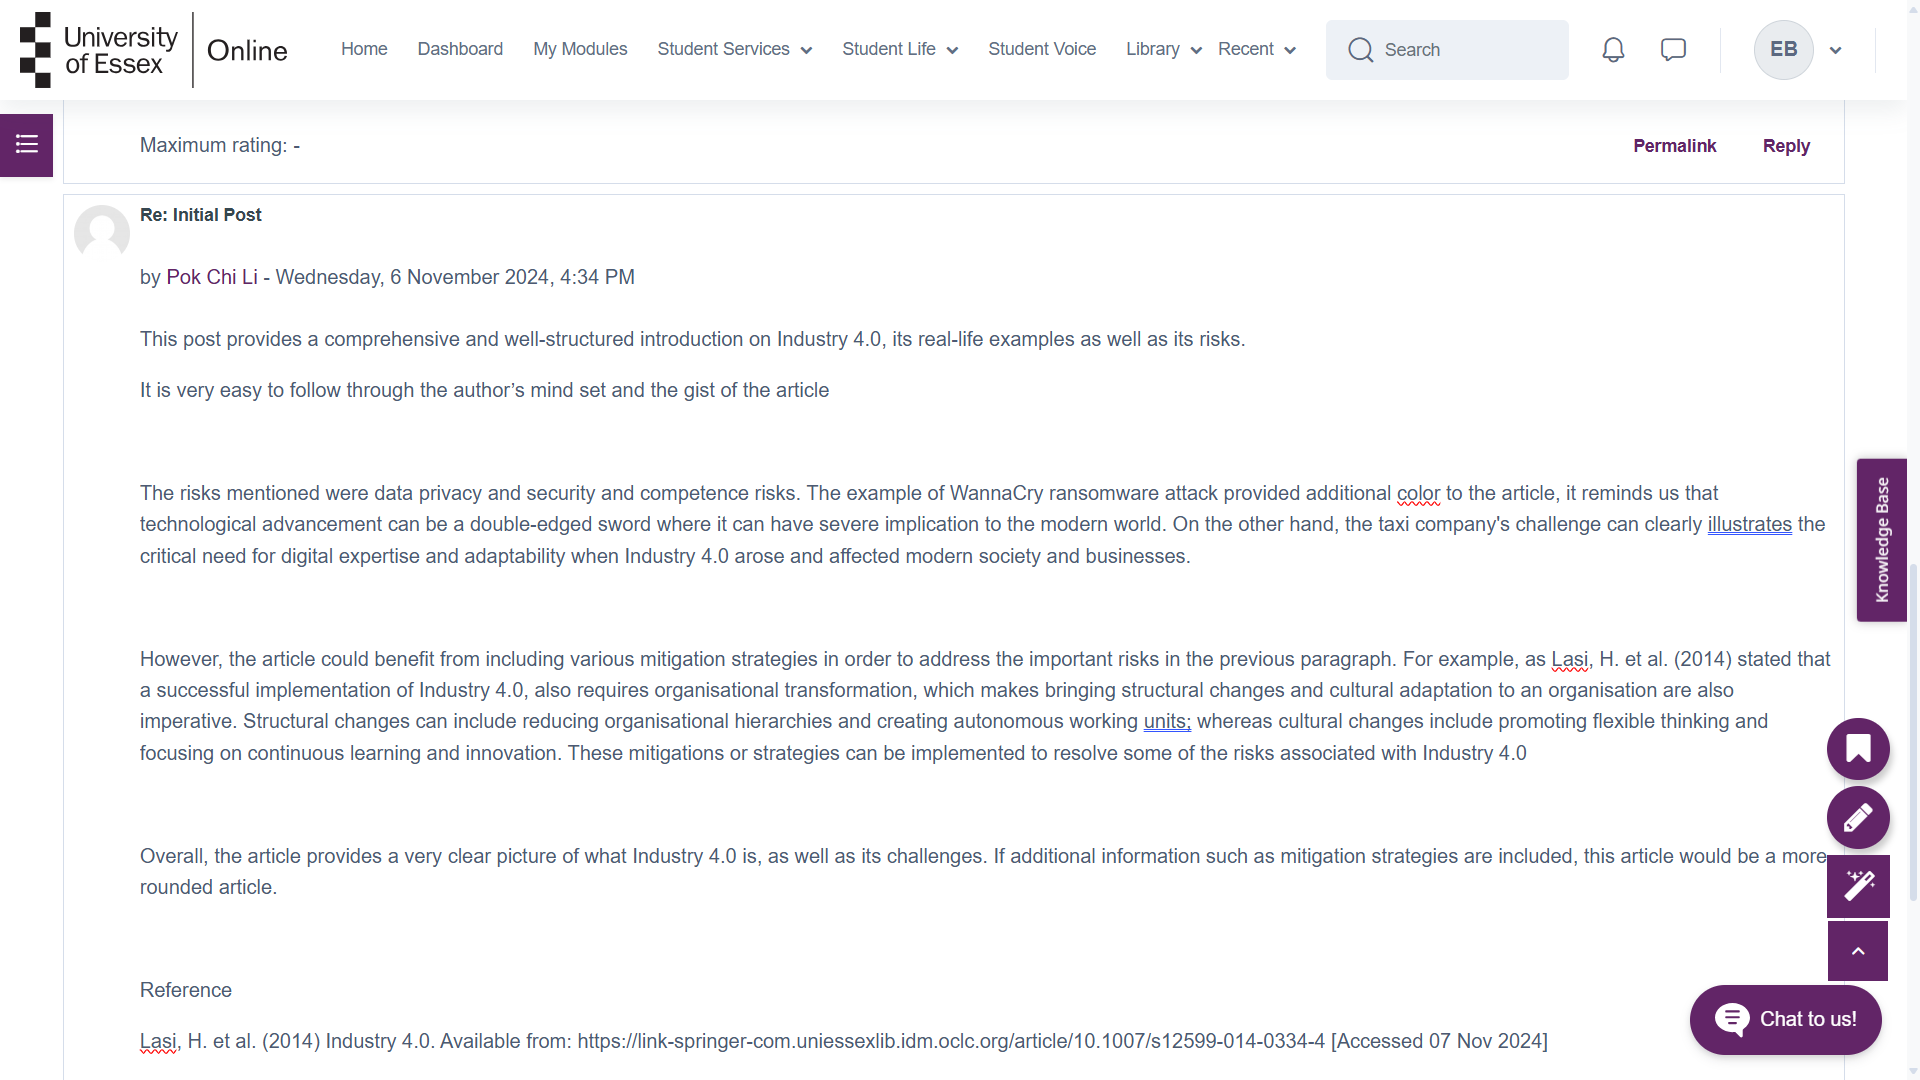 University
of Essex
Online
Home
Dashboard
My Modules
Student Services
Student Life
Student Voice
Library
Recent
Search
EB
Maximum rating: -
Permalink
Reply
Re: Initial Post
by Pok Chi Li - Wednesday, 6 November 2024, 4:34 PM
This post provides a comprehensive and well-structured introduction on Industry 4.0, its real-life examples as well as its risks.
It is very easy to follow through the author’s mind set and the gist of the article
The risks mentioned were data privacy and security and competence risks. The example of WannaCry ransomware attack provided additional color to the article, it reminds us that
technological advancement can be a double-edged sword where it can have severe implication to the modern world. On the other hand, the taxi company's challenge can clearly illustrates the
critical need for digital expertise and adaptability when Industry 4.0 arose and affected modern society and businesses.
Knowledge Base
However, the article could benefit from including various mitigation strategies in order to address the important risks in the previous paragraph. For example, as Lasi, H. et al. (2014) stated that
a successful implementation of Industry 4.0, also requires organisational transformation, which makes bringing structural changes and cultural adaptation to an organisation are also
imperative. Structural changes can include reducing organisational hierarchies and creating autonomous working units; whereas cultural changes include promoting flexible thinking and
focusing on continuous learning and innovation. These mitigations or strategies can be implemented to resolve some of the risks associated with Industry 4.0
Overall, the article provides a very clear picture of what Industry 4.0 is, as well as its challenges. If additional information such as mitigation strategies are included, this article would be a more
rounded article.
Reference
Lasi, H. et al. (2014) Industry 4.0. Available from: https://link-springer-com.uniessexlib.idm.oclc.org/article/10.1007/s12599-014-0334-4 [Accessed 07 Nov 2024]
Chat to us!